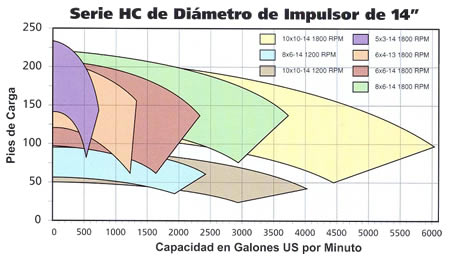 Serie HC de Diámetro de Impulsor de 14”
Pies de Carga
250
200
150
100
50
0
10x10-14 1800 RPM
8x6-14 1200 RPM
10x10-14 1200 RPM
5x3-14 1800 RPM
6x4-13 1800 RPM
6x6-14 1800 RPM
8x6-14 1800 RPM
0 500 1000 1500 2000 2500 3000 3500 4000 4500 5000 5500 6000
Capacidad en Galones US por Minuto